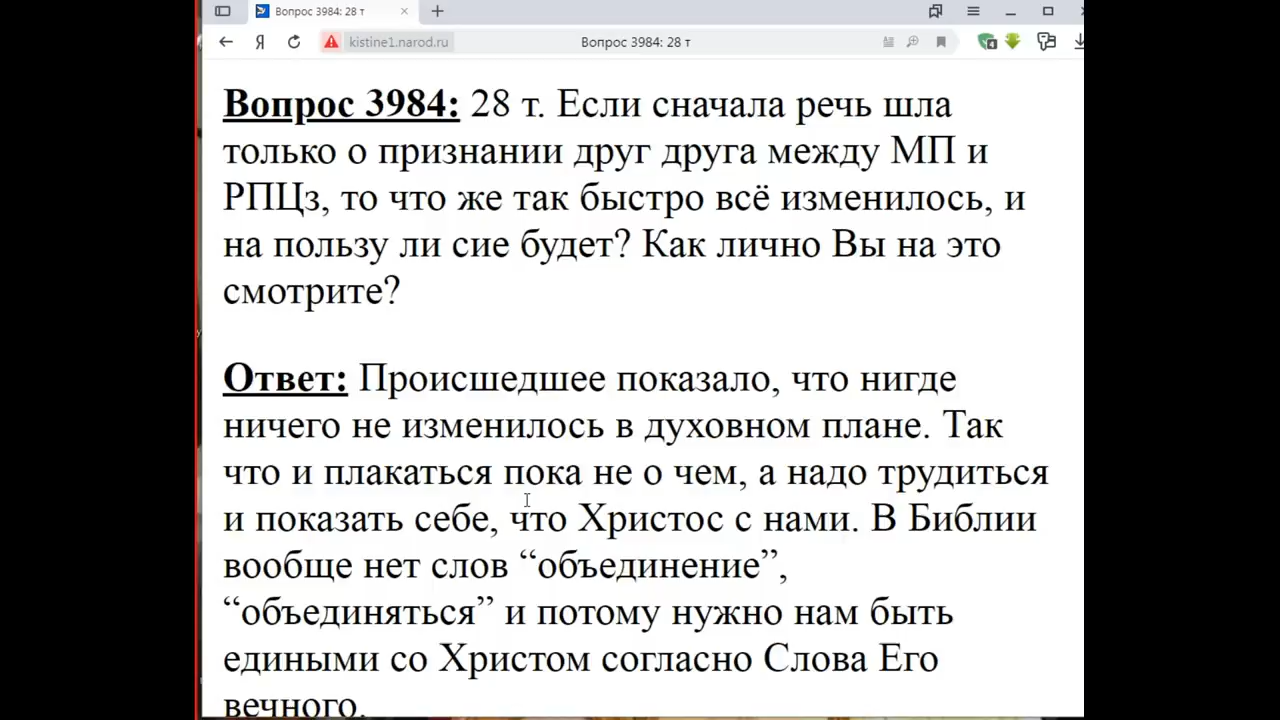 Вопрос 3984: 28 т
Я
kistine1.narod.ru
Вопрос 3984: 28 т
4
Вопрос 3984: 28 т. Если сначала речь шла
только о признании друг друга между МП и
РПЦз, то что же так быстро всё изменилось, и
на пользу ли сие будет? Как лично Вы на это
смотрите?
Ответ: Происшедшее показало, что нигде
ничего не изменилось в духовном плане. Так
что и плакаться пока не о чем, а надо трудиться
и показать себе, что Христос с нами. В Библии
вообще нет слов “объединение”,
“объединяться” и потому нужно нам быть
едиными со Христом согласно Слова Его
вечного.